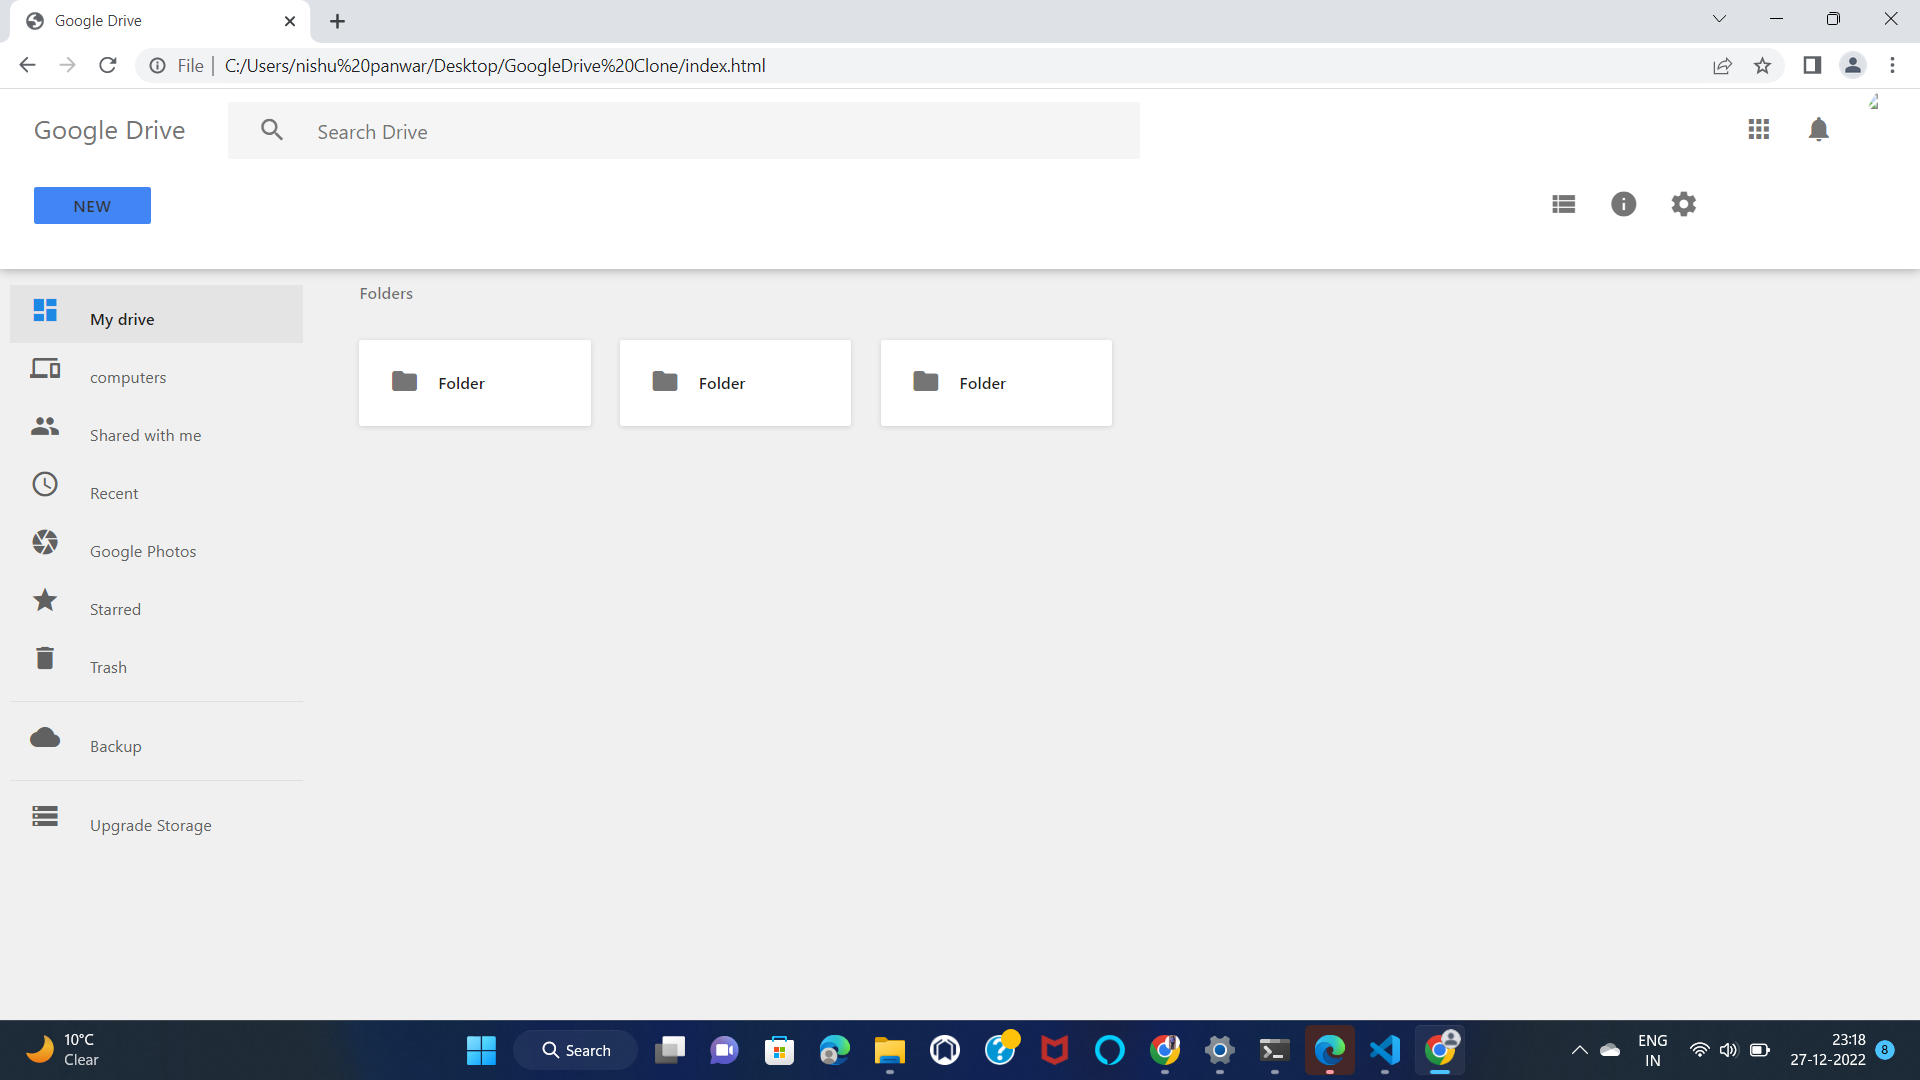 Google Drive
File | C:/Users/nishu%20panwar/Desktop/GoogleDrive%20Clone/index.html
Google Drive
Search Drive
NEW
My drive
computers
Shared with me
Recent
Google Photos
Starred
Trash
Backup
Upgrade Storage
Folders
Folder Folder Folder
10°C
Clear
Search
ENG
IN
23:18
27-12-2022
8